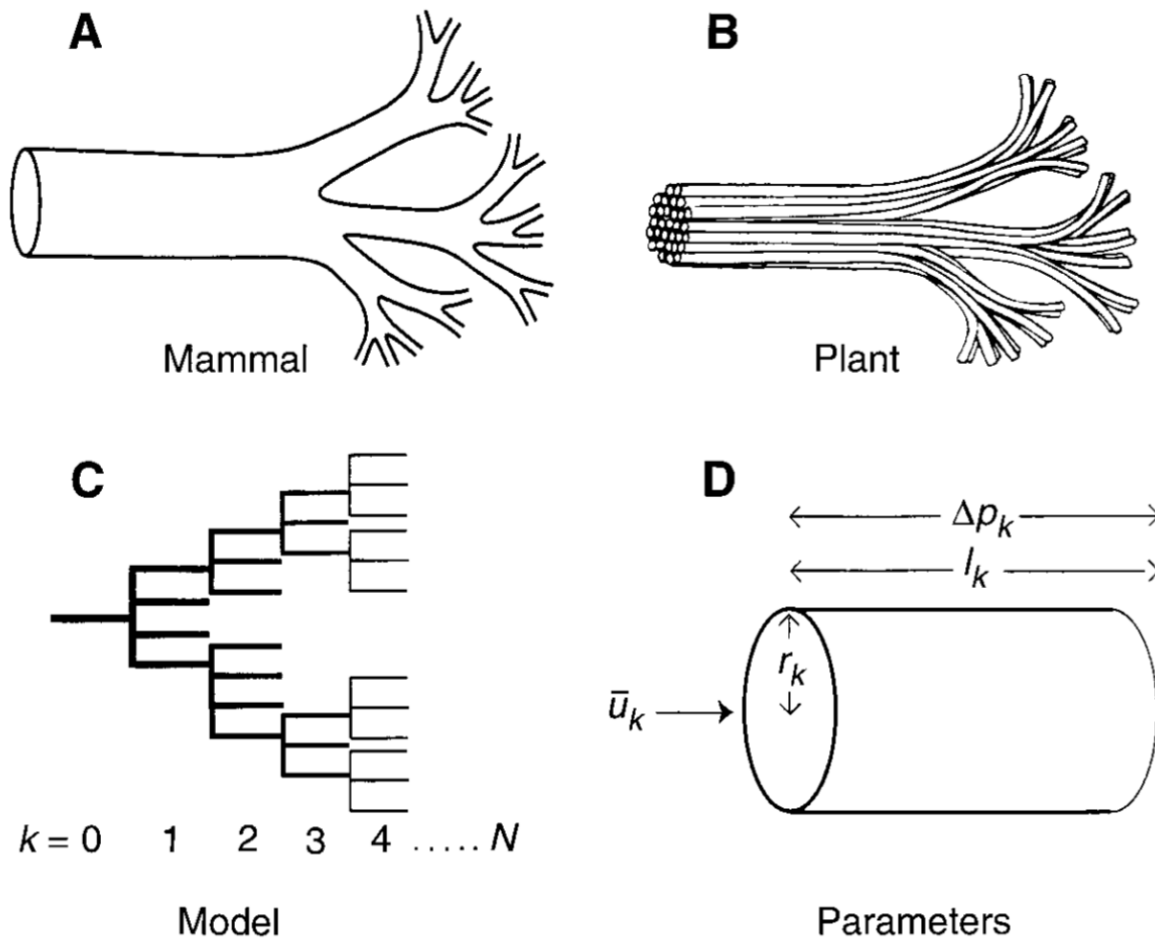 A
B
Mammal
Plant
C
D
Δp_k
l_k
r_k
ū_k
k = 0 1 2 3 4 ..... N
Model
Parameters